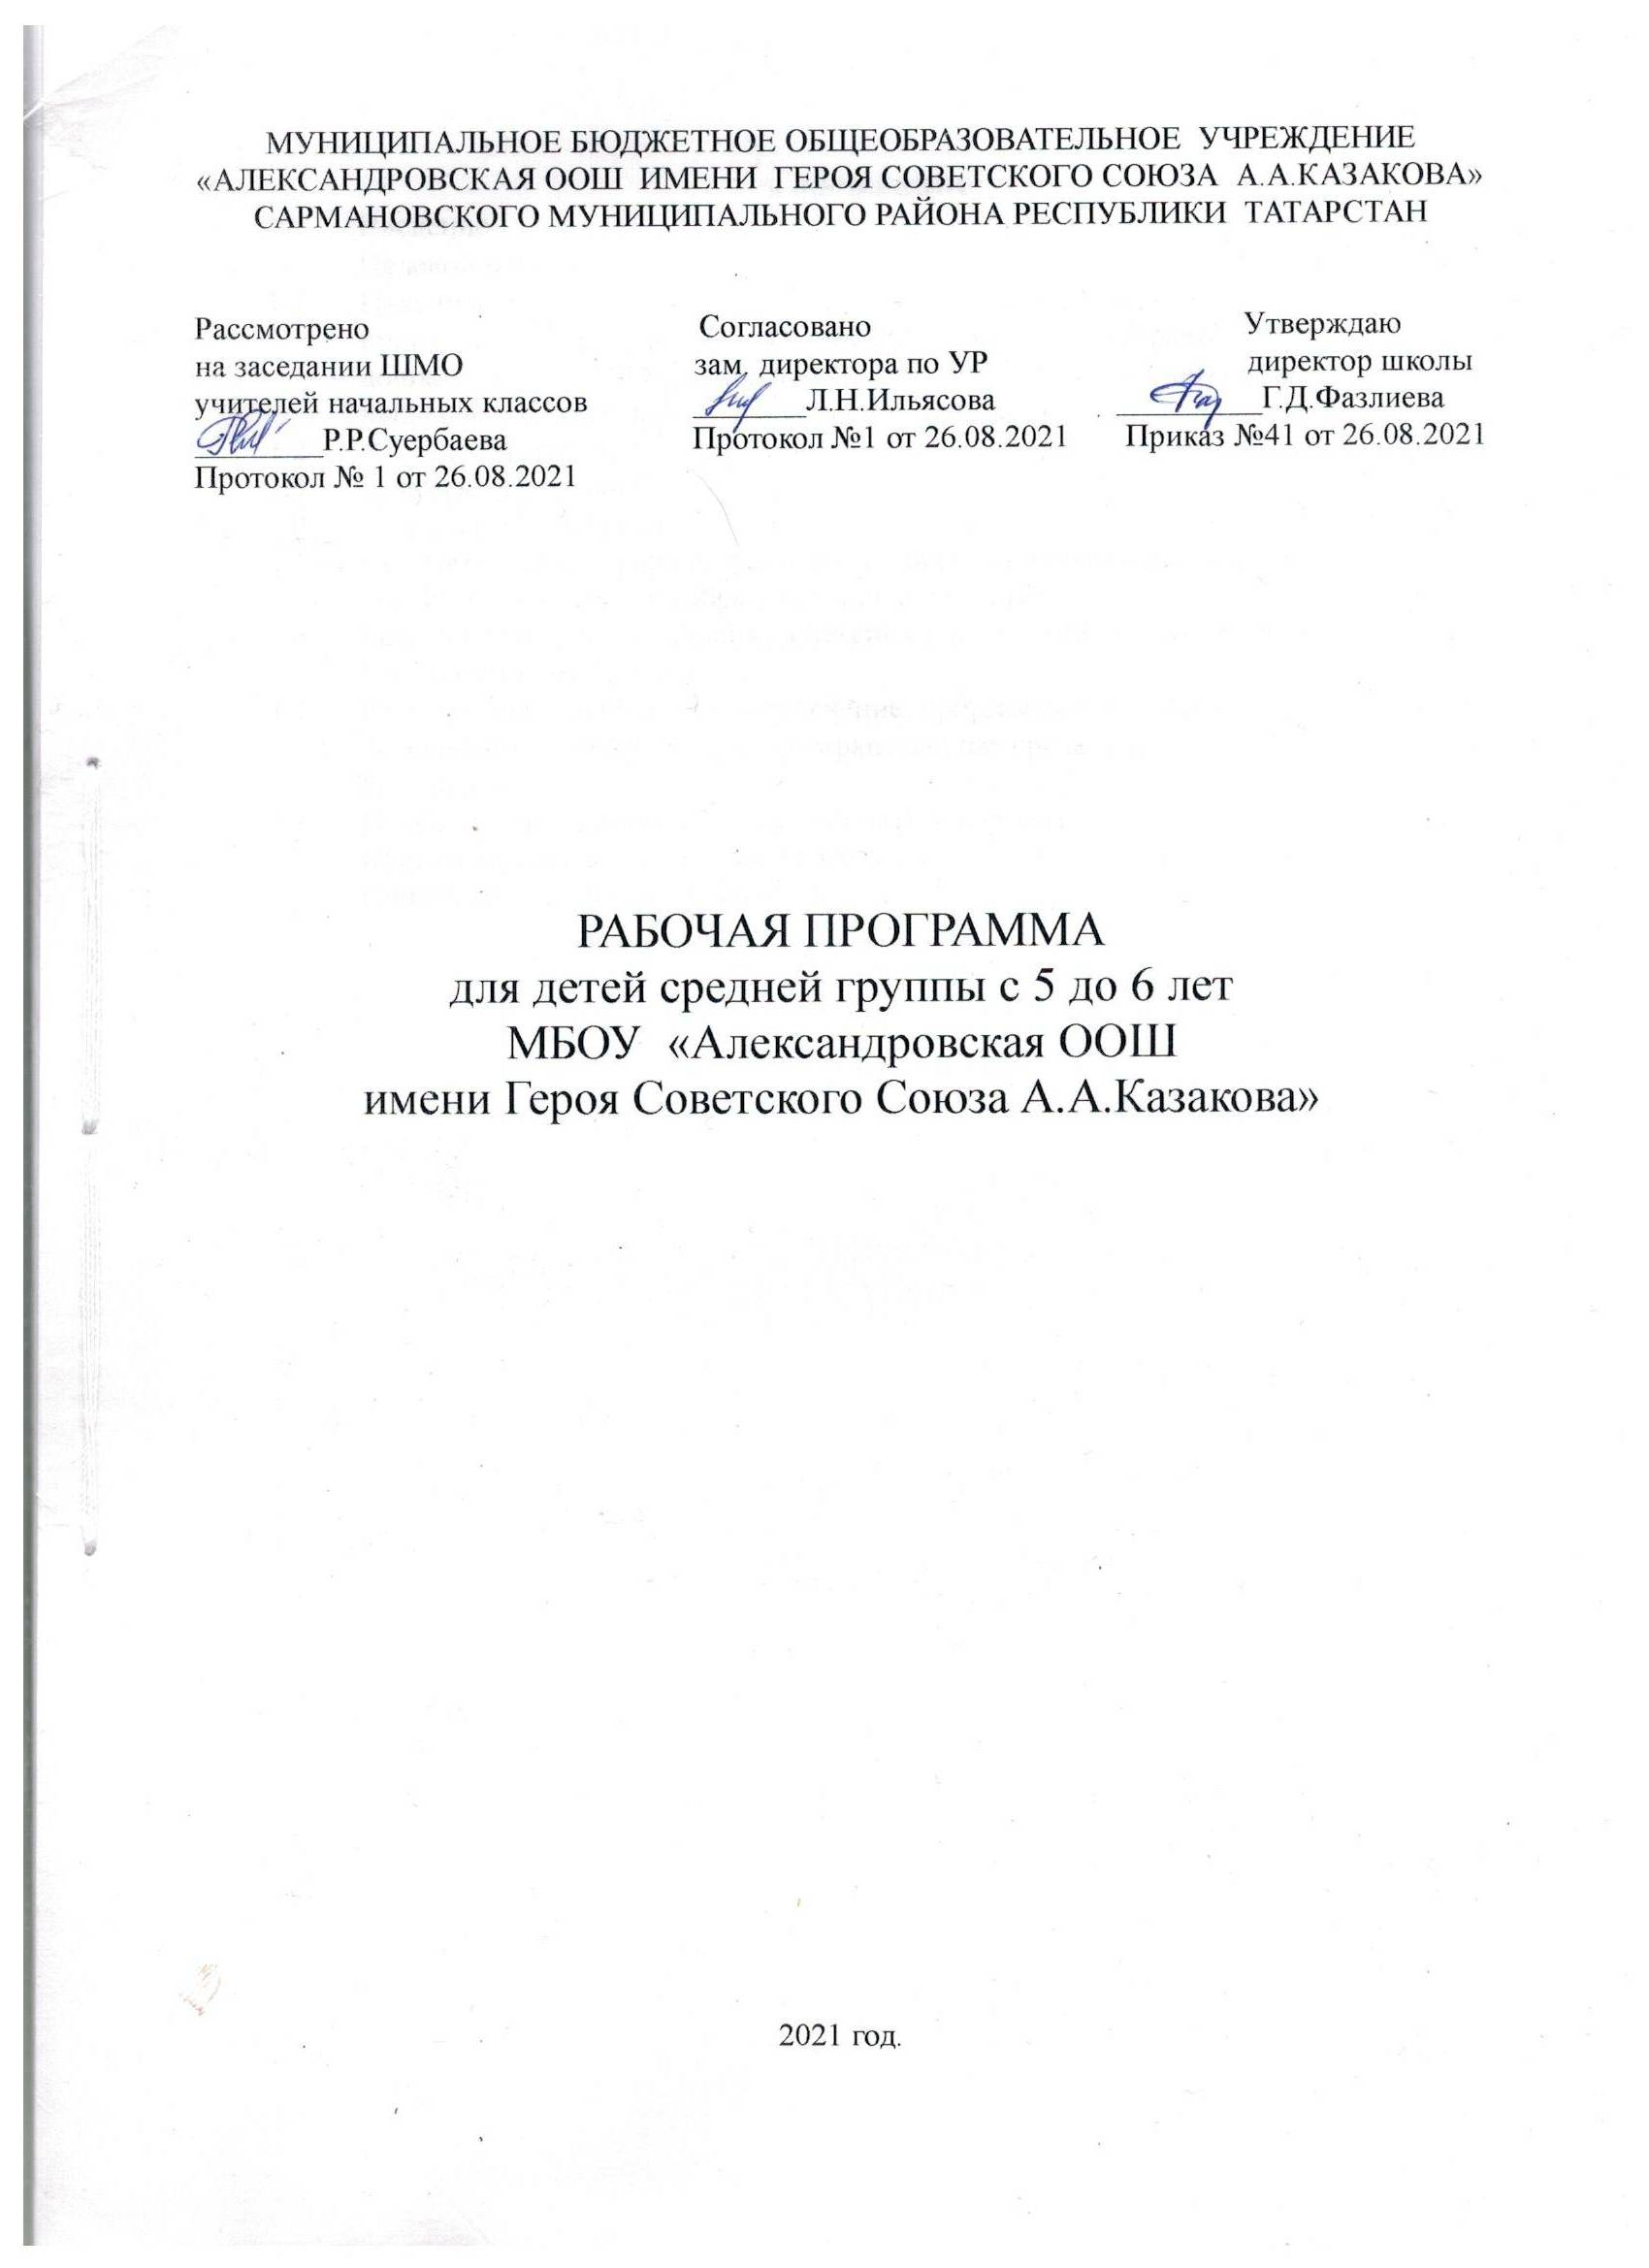 МУНИЦИПАЛЬНОЕ БЮДЖЕТНОЕ ОБЩЕОБРАЗОВАТЕЛЬНОЕ УЧРЕЖДЕНИЕ
«АЛЕКСАНДРОВСКАЯ ООШ ИМЕНИ ГЕРОЯ СОВЕТСКОГО СОЮЗА А.А.КАЗАКОВА»
САРМАНОВСКОГО МУНИЦИПАЛЬНОГО РАЙОНА РЕСПУБЛИКИ ТАТАРСТАН
Рассмотрено
на заседании ШМО
учителей начальных классов
_________Р.Р.Суербаева
Протокол № 1 от 26.08.2021
Согласовано
зам. директора по УР
________Л.Н.Ильясова
Протокол №1 от 26.08.2021
Утверждаю
директор школы
__________Г.Д.Фазлиева
Приказ №41 от 26.08.2021
РАБОЧАЯ ПРОГРАММА
для детей средней группы с 5 до 6 лет
МБОУ «Александровская ООШ
имени Героя Советского Союза А.А.Казакова»
2021 год.